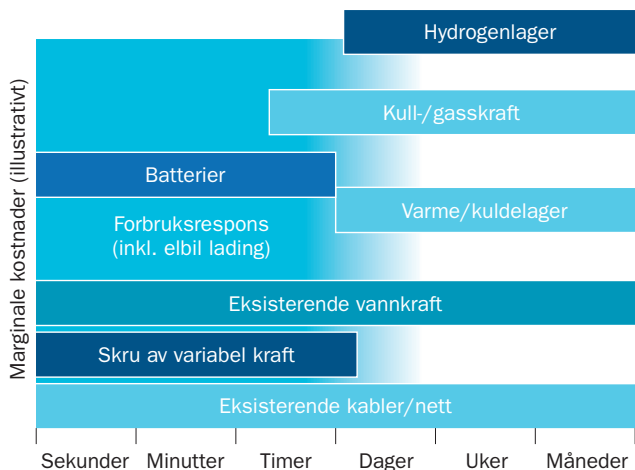 Marginale kostnader (illustrativt)
Hydrogenlager
Kull-/gasskraft
Batterier
Varme/kuldelager
Forbruksrespons
(inkl. elbil lading)
Eksisterende vannkraft
Skru av variabel kraft
Eksisterende kabler/nett
Sekunder
Minutter
Timer
Dager
Uker
Måneder